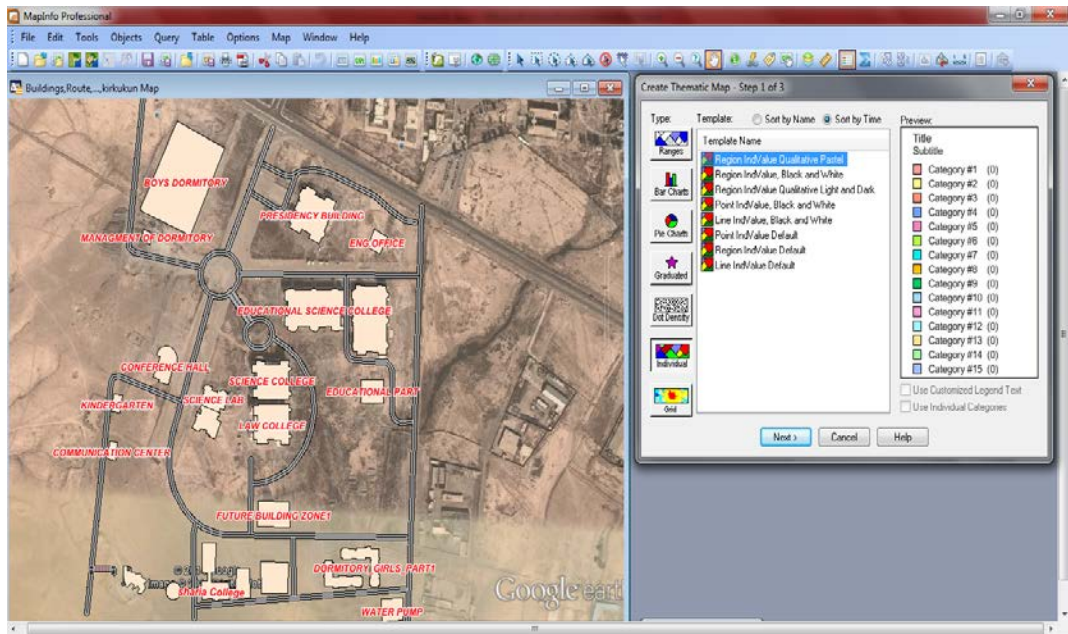 MapInfo Professional
File Edit Tools Objects Query Table Options Map Window Help
Buildings,Route,...,kirkukun Map
BOYS DORMITORY
PRESIDENCY BUILDING
MANAGMENT OF DORMITORY
ENG.OFFICE
EDUCATIONAL SCIENCE COLLEGE
CONFERENCE HALL
SCIENCE COLLEGE
EDUCATIONAL PART
KINDERGARTEN
SCIENCE LAB
LAW COLLEGE
COMMUNICATION CENTER
FUTURE BUILDING ZONE1
DORMITORY_GIRLS_PART1
sharia College
Google earth
WATER PUMP
Create Thematic Map - Step 1 of 3
Type:
Ranges
Bar Charts
Pie Charts
Graduated
Dot Density
Individual
Grid
Template: Sort by Name Sort by Time
Template Name
Region IndValue Qualitative Pastel
Region IndValue, Black and White
Region IndValue Qualitative Light and Dark
Point IndValue, Black and White
Line IndValue, Black and White
Point IndValue Default
Region IndValue Default
Line IndValue Default
Preview:
Title
Subtitle
Category #1 (0)
Category #2 (0)
Category #3 (0)
Category #4 (0)
Category #5 (0)
Category #6 (0)
Category #7 (0)
Category #8 (0)
Category #9 (0)
Category #10 (0)
Category #11 (0)
Category #12 (0)
Category #13 (0)
Category #14 (0)
Category #15 (0)
Use Customized Legend Text
Use Individual Categories
Next > Cancel Help